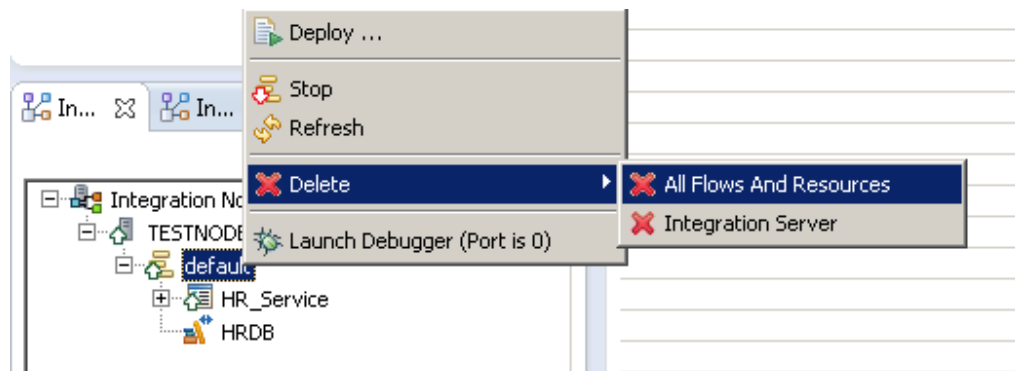 Deploy ...
Stop
Refresh
Delete
All Flows And Resources
Integration Server
Launch Debugger (Port is 0)
In...
In...
Integration No
TESTNODE
default
HR_Service
HRDB